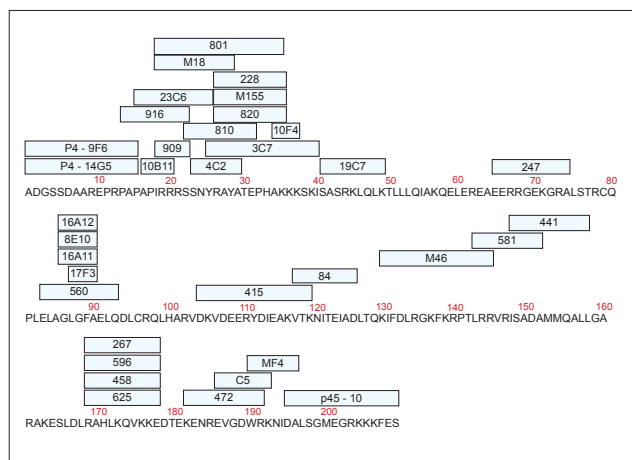 801
M18
228
23C6 M155
916 820
810 10F4
P4 - 9F6 909 3C7
P4 - 14G5 10B11 4C2 19C7 247
10 20 30 40 50 60 70 80
ADGSSDAAREPRPAPAPIRRRSSNYRAYATEPHAKKKSKISASRKLQLKTLLLQIAKQELEREAEERRGEKGRALSTRCQ
16A12 441
8E10 581
16A11 M46
17F3 84
560 415
90 100 110 120 130 140 150 160
PLELAGLGFAELQDLCRQLHARVDKVDEERYDIEAKVTKNITEIADLTQKIFDLRGKFKRPTLRRVRISADAMMQALLGA
267
596 MF4
458 C5
625 472 p45 - 10
170 180 190 200
RAKESLDLRAHLKQVKKEDTEKENREVGDWRKNIDALSGMEGRKKKFES